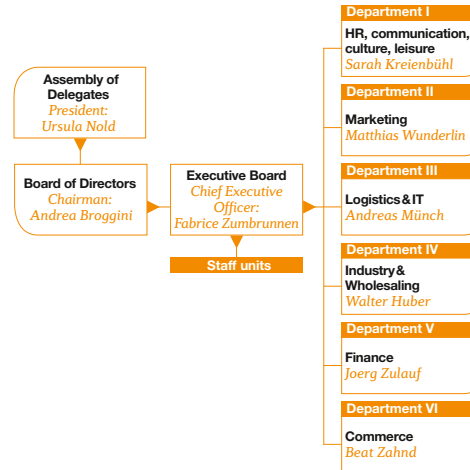 Assembly of
Delegates
President:
Ursula Nold
Board of Directors
Chairman:
Andrea Broggini
Executive Board
Chief Executive
Officer:
Fabrice Zumbrunnen
Staff units
Department I
HR, communication,
culture, leisure
Sarah Kreienbühl
Department II
Marketing
Matthias Wunderlin
Department III
Logistics & IT
Andreas Münch
Department IV
Industry &
Wholesaling
Walter Huber
Department V
Finance
Joerg Zulauf
Department VI
Commerce
Beat Zahnd